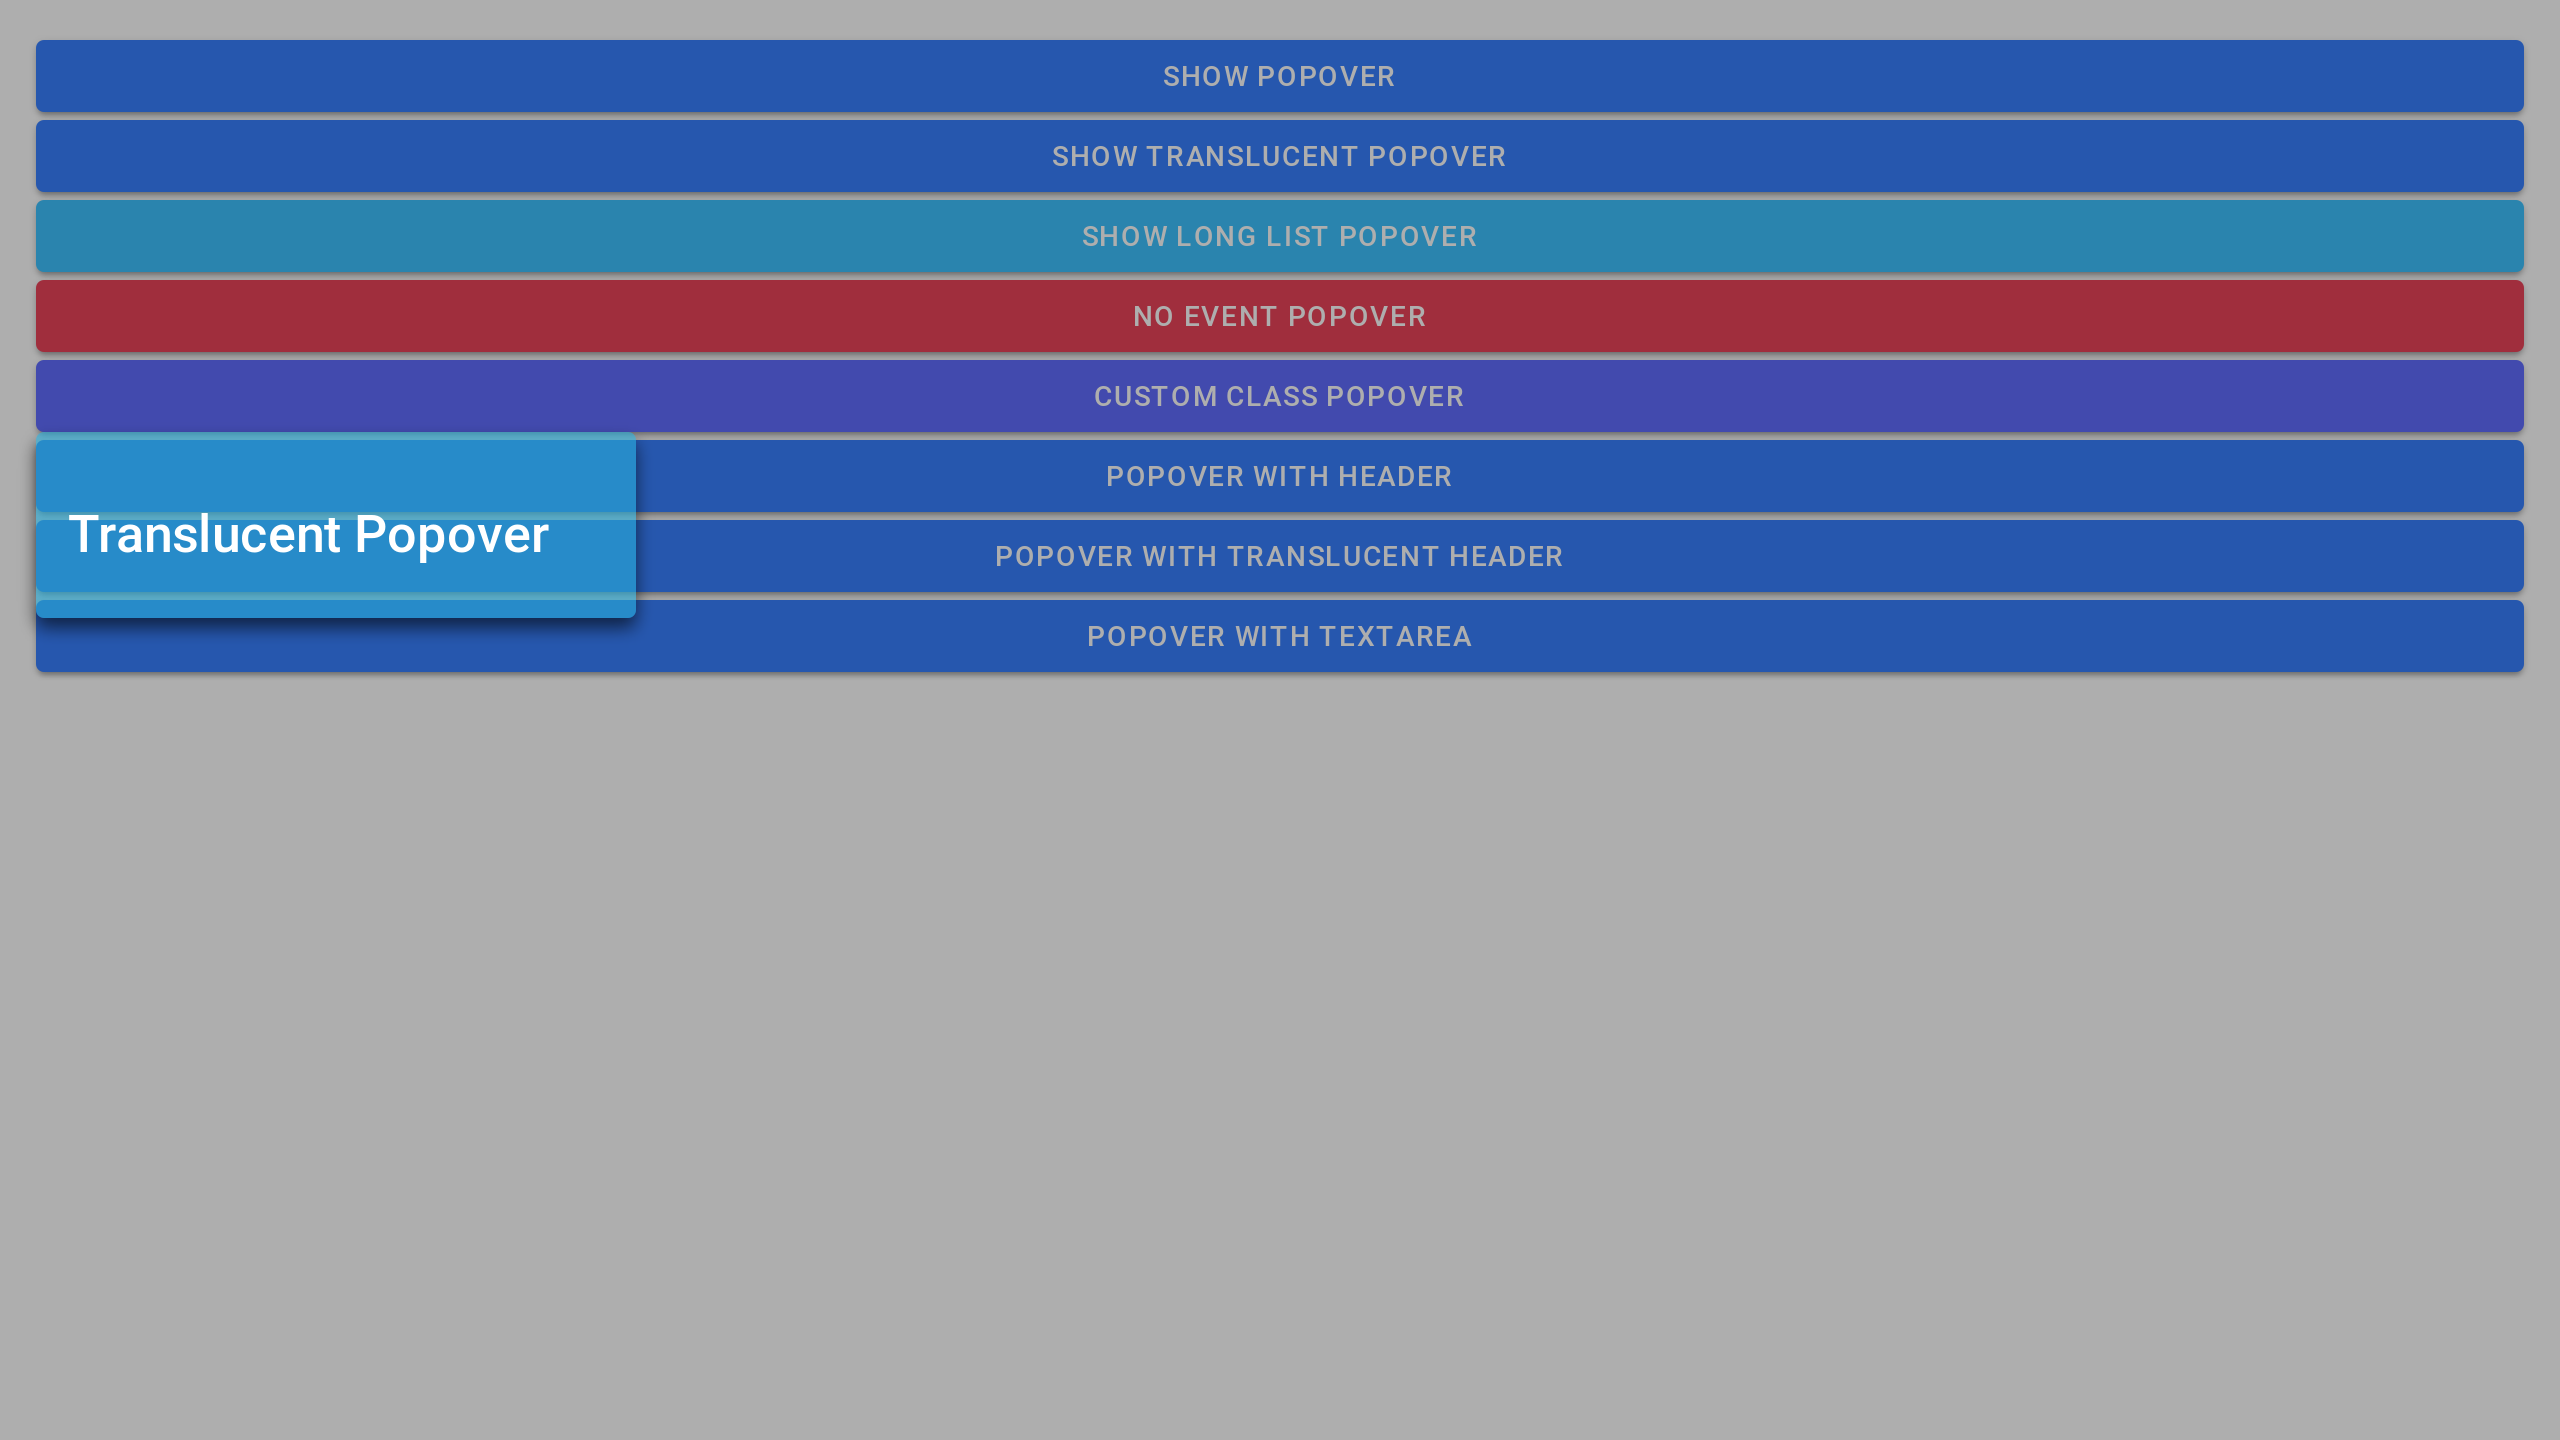 SHOW POPOVER
SHOW TRANSLUCENT POPOVER
SHOW LONG LIST POPOVER
NO EVENT POPOVER
CUSTOM CLASS POPOVER
POPOVER WITH HEADER
Translucent Popover
POPOVER WITH TRANSLUCENT HEADER
POPOVER WITH TEXTAREA